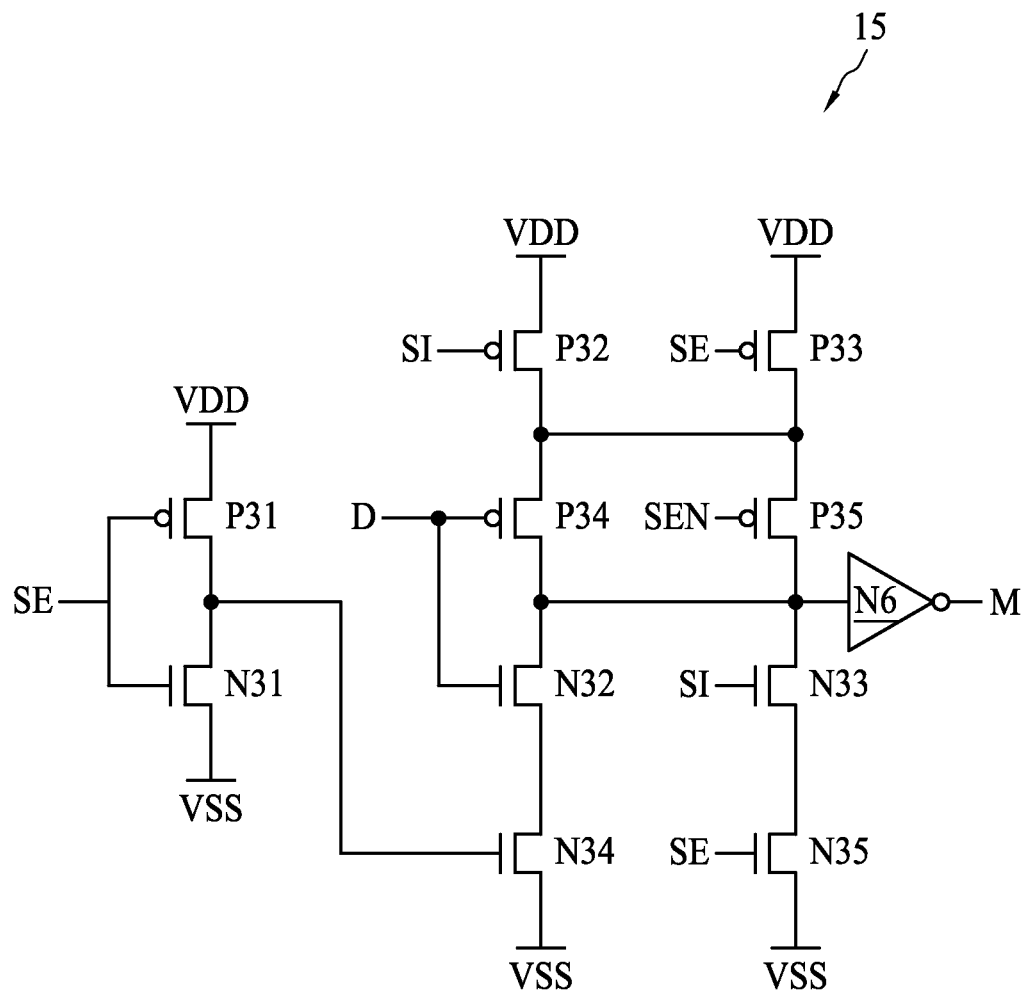 15
VDD VDD
SI P32 SE P33
VDD
P31 D P34 SEN P35
SE N6 M
N31 N32 SI N33
VSS
N34 SE N35
VSS VSS